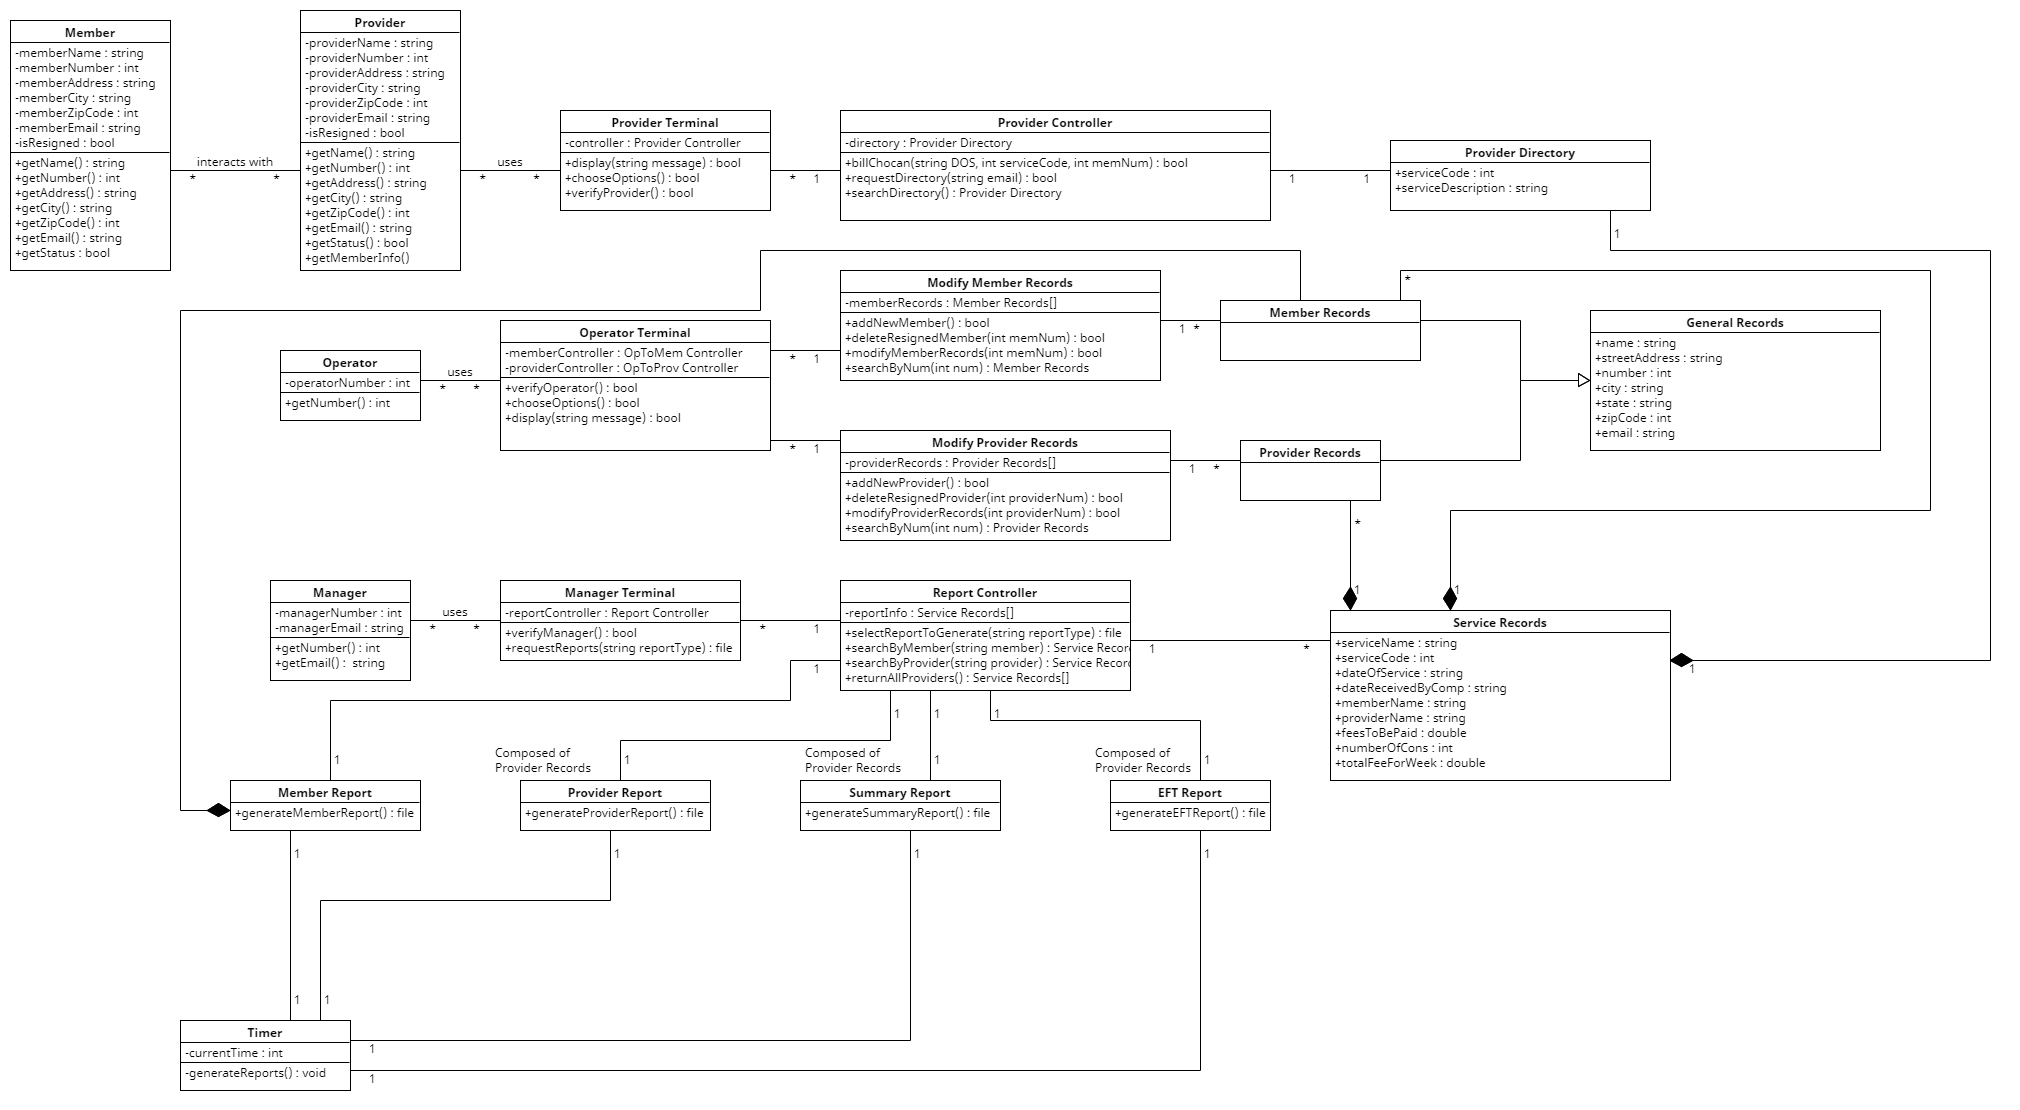 Member
-memberName : string
-memberNumber : int
-memberAddress : string
-memberCity : string
-memberZipCode : int
-memberEmail : string
-isResigned : bool
+getName() : string
+getNumber() : int
+getAddress() : string
+getCity() : string
+getZipCode() : int
+getEmail() : string
+getStatus : bool
interacts with
*
*
Provider
-providerName : string
-providerNumber : int
-providerAddress : string
-providerCity : string
-providerZipCode : int
-providerEmail : string
-isResigned : bool
+getName() : string
+getNumber() : int
+getAddress() : string
+getCity() : string
+getZipCode() : int
+getEmail() : string
+getStatus() : bool
+getMemberInfo()
uses
*
*
Provider Terminal
-controller : Provider Controller
+display(string message) : bool
+chooseOptions() : bool
+verifyProvider() : bool
*
1
Provider Controller
-directory : Provider Directory
+billChocan(string DOS, int serviceCode, int memNum) : bool
+requestDirectory(string email) : bool
+searchDirectory() : Provider Directory
1
1
Provider Directory
+serviceCode : int
+serviceDescription : string
1
Operator
-operatorNumber : int
+getNumber() : int
uses
*
*
Operator Terminal
-memberController : OpToMem Controller
-providerController : OpToProv Controller
+verifyOperator() : bool
+chooseOptions() : bool
+display(string message) : bool
*
1
*
1
Modify Member Records
-memberRecords : Member Records[]
+addNewMember() : bool
+deleteResignedMember(int memNum) : bool
+modifyMemberRecords(int memNum) : bool
+searchByNum(int num) : Member Records
1
*
Member Records
*
General Records
+name : string
+streetAddress : string
+number : int
+city : string
+state : string
+zipCode : int
+email : string
Modify Provider Records
-providerRecords : Provider Records[]
+addNewProvider() : bool
+deleteResignedProvider(int providerNum) : bool
+modifyProviderRecords(int providerNum) : bool
+searchByNum(int num) : Provider Records
1
*
Provider Records
*
1
1
Manager
-managerNumber : int
-managerEmail : string
+getNumber() : int
+getEmail() : string
uses
*
*
Manager Terminal
-reportController : Report Controller
+verifyManager() : bool
+requestReports(string reportType) : file
*
1
1
Report Controller
-reportInfo : Service Records[]
+selectReportToGenerate(string reportType) : file
+searchByMember(string member) : Service Recor
+searchByProvider(string provider) : Service Recor
+returnAllProviders() : Service Records[]
1
*
Service Records
+serviceName : string
+serviceCode : int
+dateOfService : string
+dateReceivedByComp : string
+memberName : string
+providerName : string
+feesToBePaid : double
+numberOfCons : int
+totalFeeForWeek : double
1
1
1
1
1
Composed of
Provider Records
1
Composed of
Provider Records
1
Composed of
Provider Records
1
Member Report
+generateMemberReport() : file
Provider Report
+generateProviderReport() : file
Summary Report
+generateSummaryReport() : file
EFT Report
+generateEFTReport() : file
1
1
1
1
1
1
Timer
-currentTime : int
-generateReports() : void
1
1